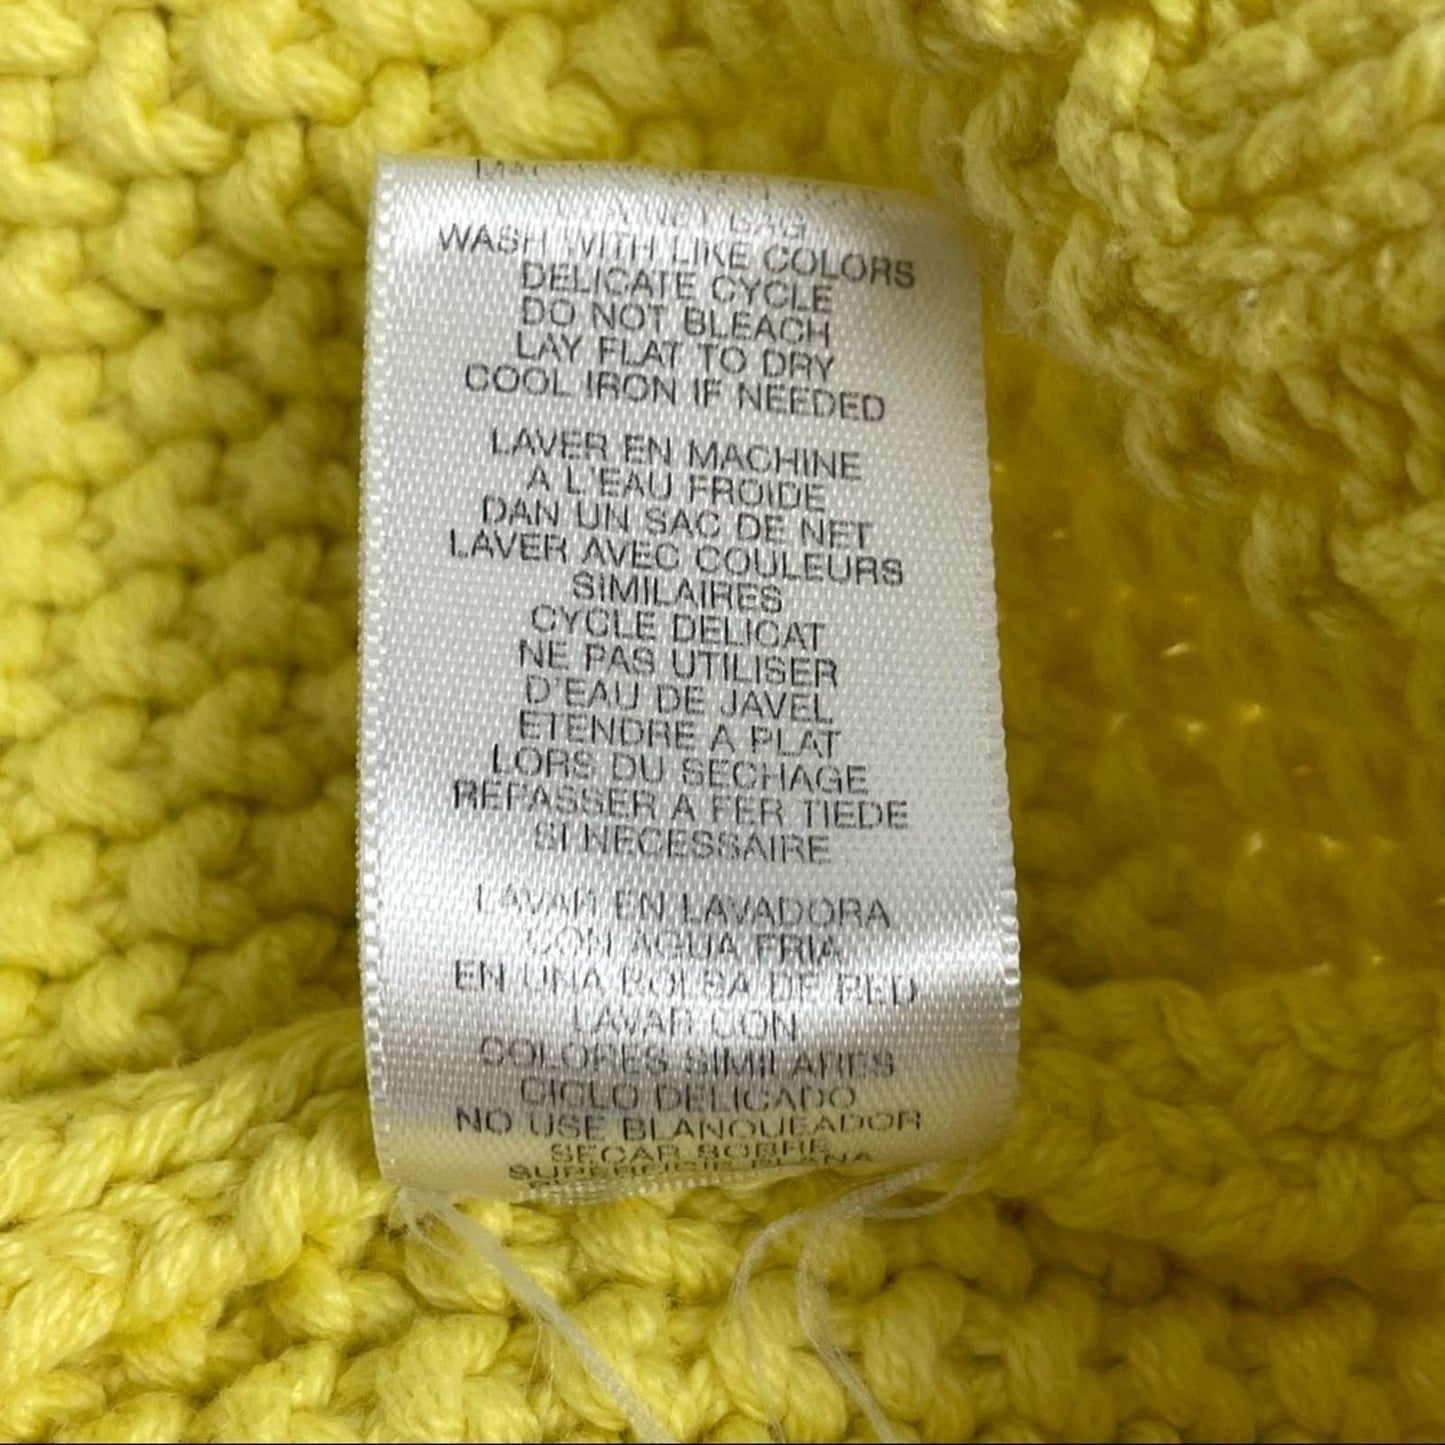 BAG
WASH WITH LIKE COLORS
DELICATE CYCLE
DO NOT BLEACH
LAY FLAT TO DRY
COOL IRON IF NEEDED
LAVER EN MACHINE
A L'EAU FROIDE
DAN UN SAC DE NET
LAVER AVEC COULEURS
SIMILAIRES
CYCLE DELICAT
NE PAS UTILISER
D'EAU DE JAVEL
ETENDRE A PLAT
LORS DU SECHAGE
REPASSER A FER TIEDE
SI NECESSAIRE
LAVAR EN LAVADORA
CON AGUA FRIA
EN UNA BOLSA DE RED
LAVAR CON
COLORES SIMILARES
CICLO DELICADO
NO USE BLANQUEADOR
SECAR SOBRE
SUPERFICIE PLANA